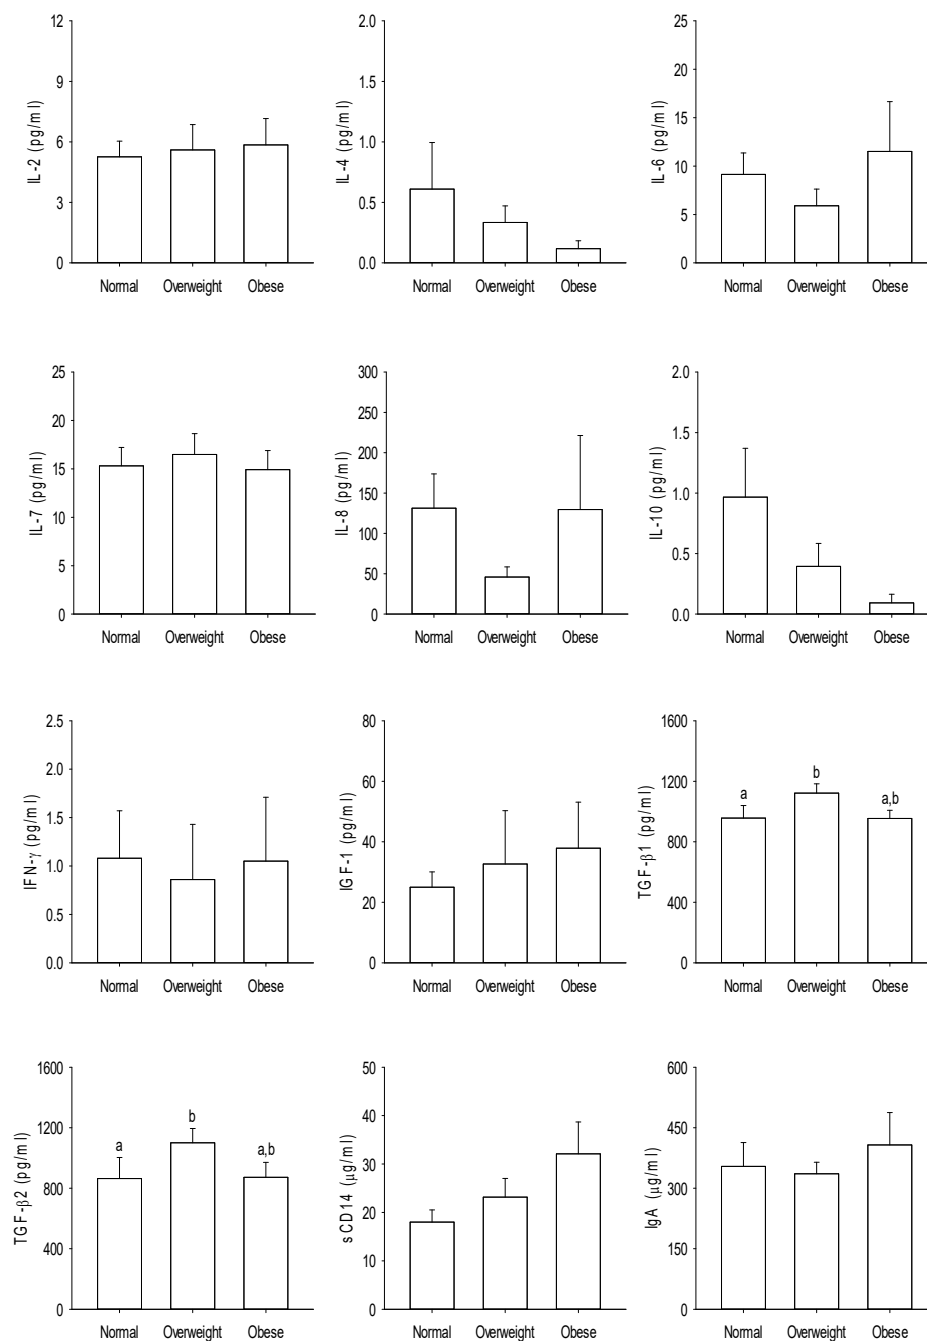 IL-2 (pg/ml)
12
9
6
3
0
Normal Overweight Obese
IL-4 (pg/ml)
2.0
1.5
1.0
0.5
0.0
Normal Overweight Obese
IL-6 (pg/ml)
25
20
15
10
5
0
Normal Overweight Obese
IL-7 (pg/ml)
25
20
15
10
5
0
Normal Overweight Obese
IL-8 (pg/ml)
300
250
200
150
100
50
0
Normal Overweight Obese
IL-10 (pg/ml)
2.0
1.5
1.0
0.5
0.0
Normal Overweight Obese
IFN-γ (pg/ml)
2.5
2.0
1.5
1.0
0.5
0.0
Normal Overweight Obese
IGF-1 (pg/ml)
80
60
40
20
0
Normal Overweight Obese
TGF-β1 (pg/ml)
1600
1200
800
400
0
a b a,b
Normal Overweight Obese
TGF-β2 (pg/ml)
1600
1200
800
400
0
a b a,b
Normal Overweight Obese
sCD14 (μg/ml)
50
40
30
20
10
0
Normal Overweight Obese
IgA (μg/ml)
600
450
300
150
0
Normal Overweight Obese